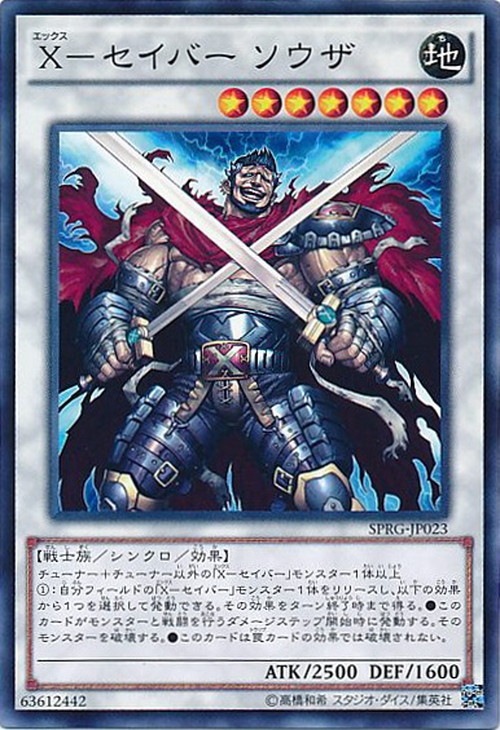 エックス
X－セイバー ソウザ
地
SPRG-JP023
【戦士族／シンクロ／効果】
チューナー＋チューナー以外の「X－セイバー」モンスター1体以上
①：自分フィールドの「X－セイバー」モンスター1体をリリースし、以下の効果
から1つを選択して発動できる。その効果をターン終了時まで得る。●この
カードがモンスターと戦闘を行うダメージステップ開始時に発動する。その
モンスターを破壊する。●このカードは罠カードの効果では破壊されない。
ATK/2500 DEF/1600
63612442
©高橋和希 スタジオ・ダイス/集英社